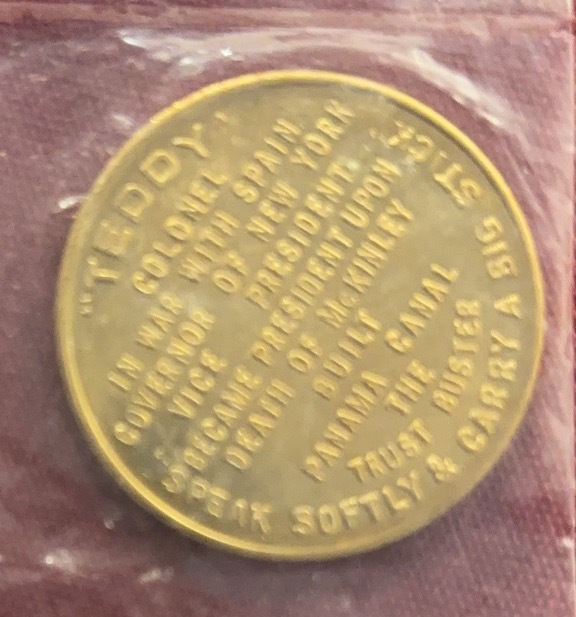 "TEDDY"
COLONEL
IN WAR WITH SPAIN
GOVERNOR OF NEW YORK
VICE PRESIDENT
BECAME PRESIDENT UPON
DEATH OF McKINLEY
BUILT
PANAMA CANAL
THE
TRUST BUSTER
"SPEAK SOFTLY & CARRY A BIG STICK"